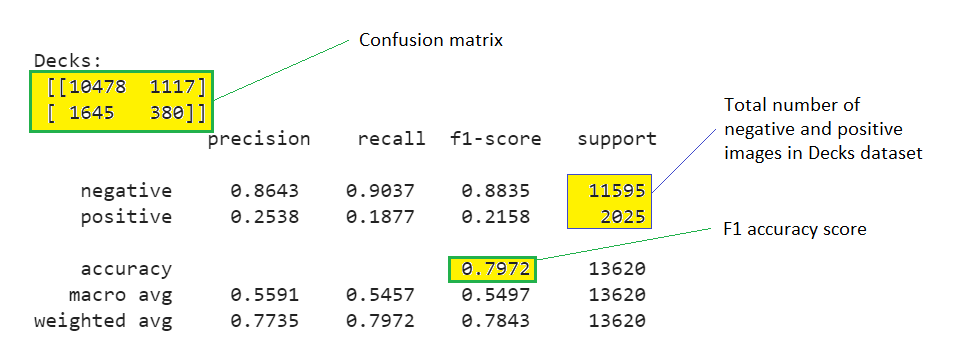 Confusion matrix
Decks:
[[10478 1117]
[ 1645 380]]
Total number of
negative and positive
images in Decks dataset
precision recall f1-score support
negative 0.8643 0.9037 0.8835 11595
positive 0.2538 0.1877 0.2158 2025
F1 accuracy score
accuracy 0.7972 13620
macro avg 0.5591 0.5457 0.5497 13620
weighted avg 0.7735 0.7972 0.7843 13620